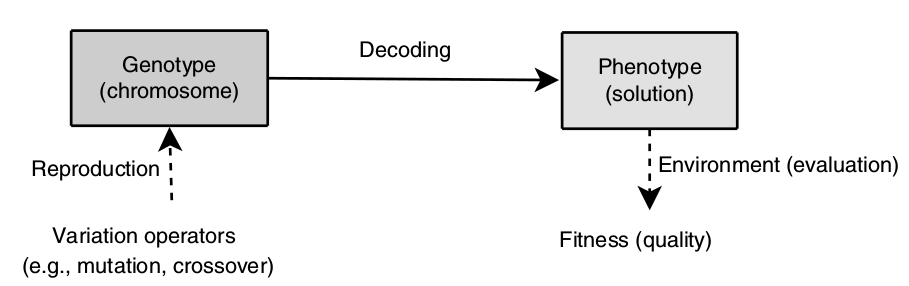 Decoding
Genotype
(chromosome)
Phenotype
(solution)
Reproduction
Environment (evaluation)
Variation operators
(e.g., mutation, crossover)
Fitness (quality)